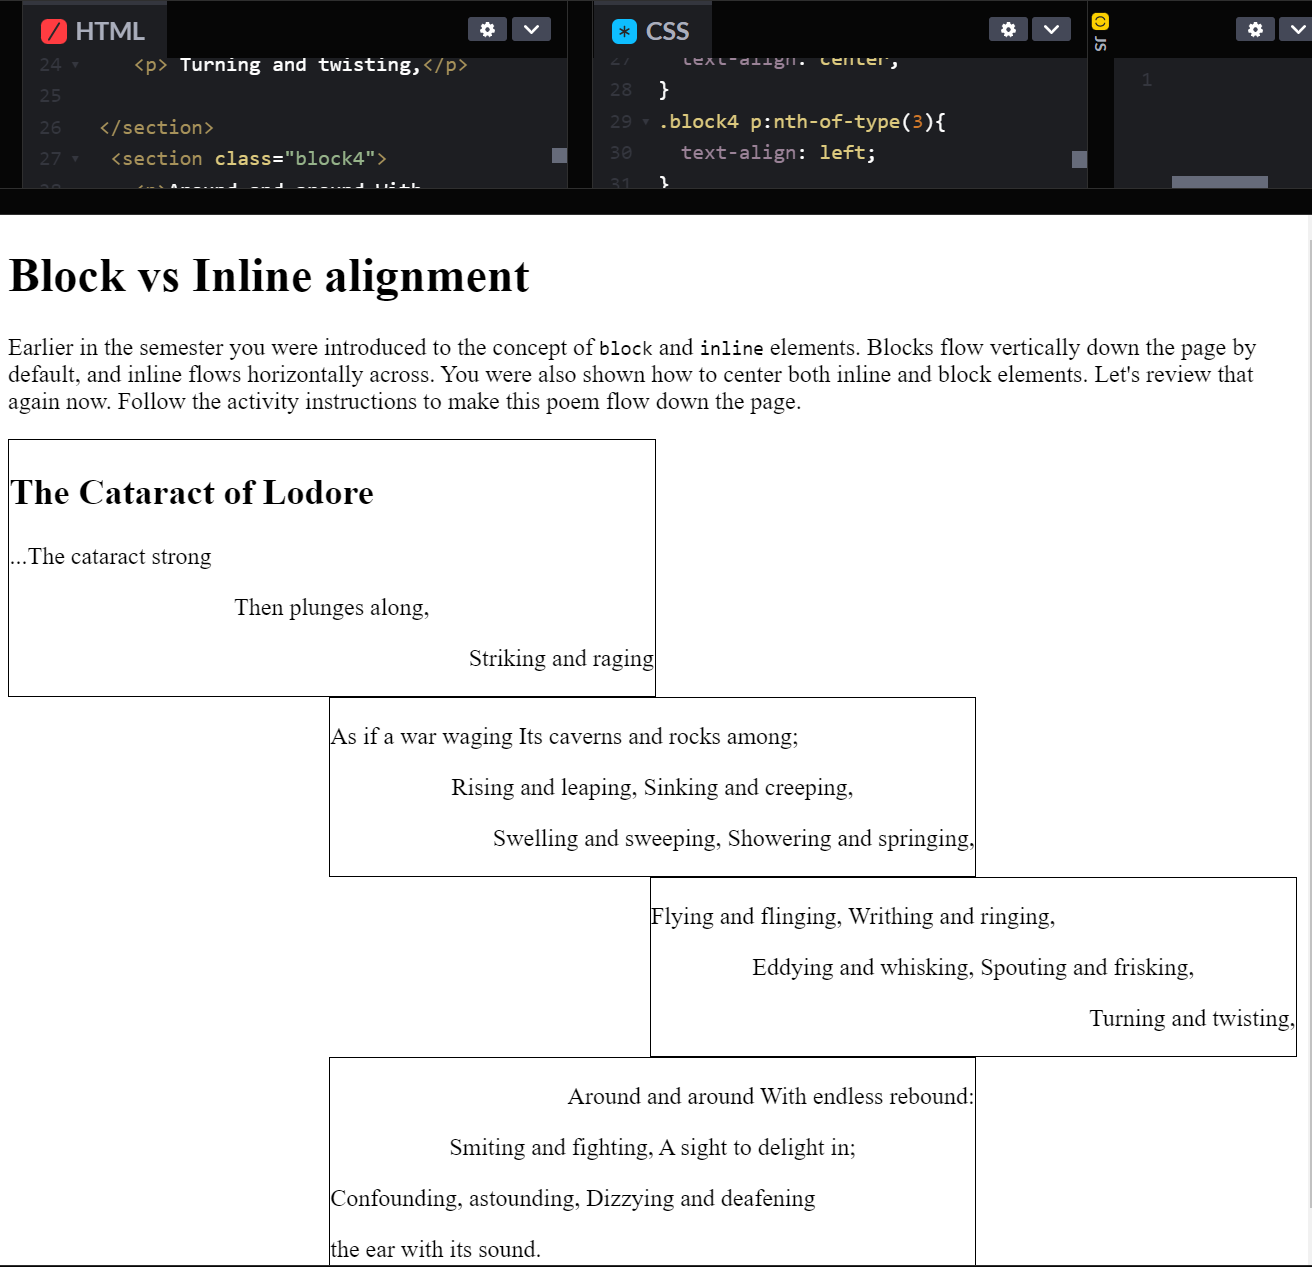 HTML
CSS
JS
24 <p> Turning and twisting,</p>
25
26 </section>
27 <section class="block4">
28 <p>Around and around With
27 text-align: center;
28 }
29 .block4 p:nth-of-type(3){
30 text-align: left;
31 }
1
Block vs Inline alignment
Earlier in the semester you were introduced to the concept of block and inline elements. Blocks flow vertically down the page by
default, and inline flows horizontally across. You were also shown how to center both inline and block elements. Let's review that
again now. Follow the activity instructions to make this poem flow down the page.
The Cataract of Lodore
...The cataract strong
Then plunges along,
Striking and raging
As if a war waging Its caverns and rocks among;
Rising and leaping, Sinking and creeping,
Swelling and sweeping, Showering and springing,
Flying and flinging, Writhing and ringing,
Eddying and whisking, Spouting and frisking,
Turning and twisting,
Around and around With endless rebound:
Smiting and fighting, A sight to delight in;
Confounding, astounding, Dizzying and deafening
the ear with its sound.